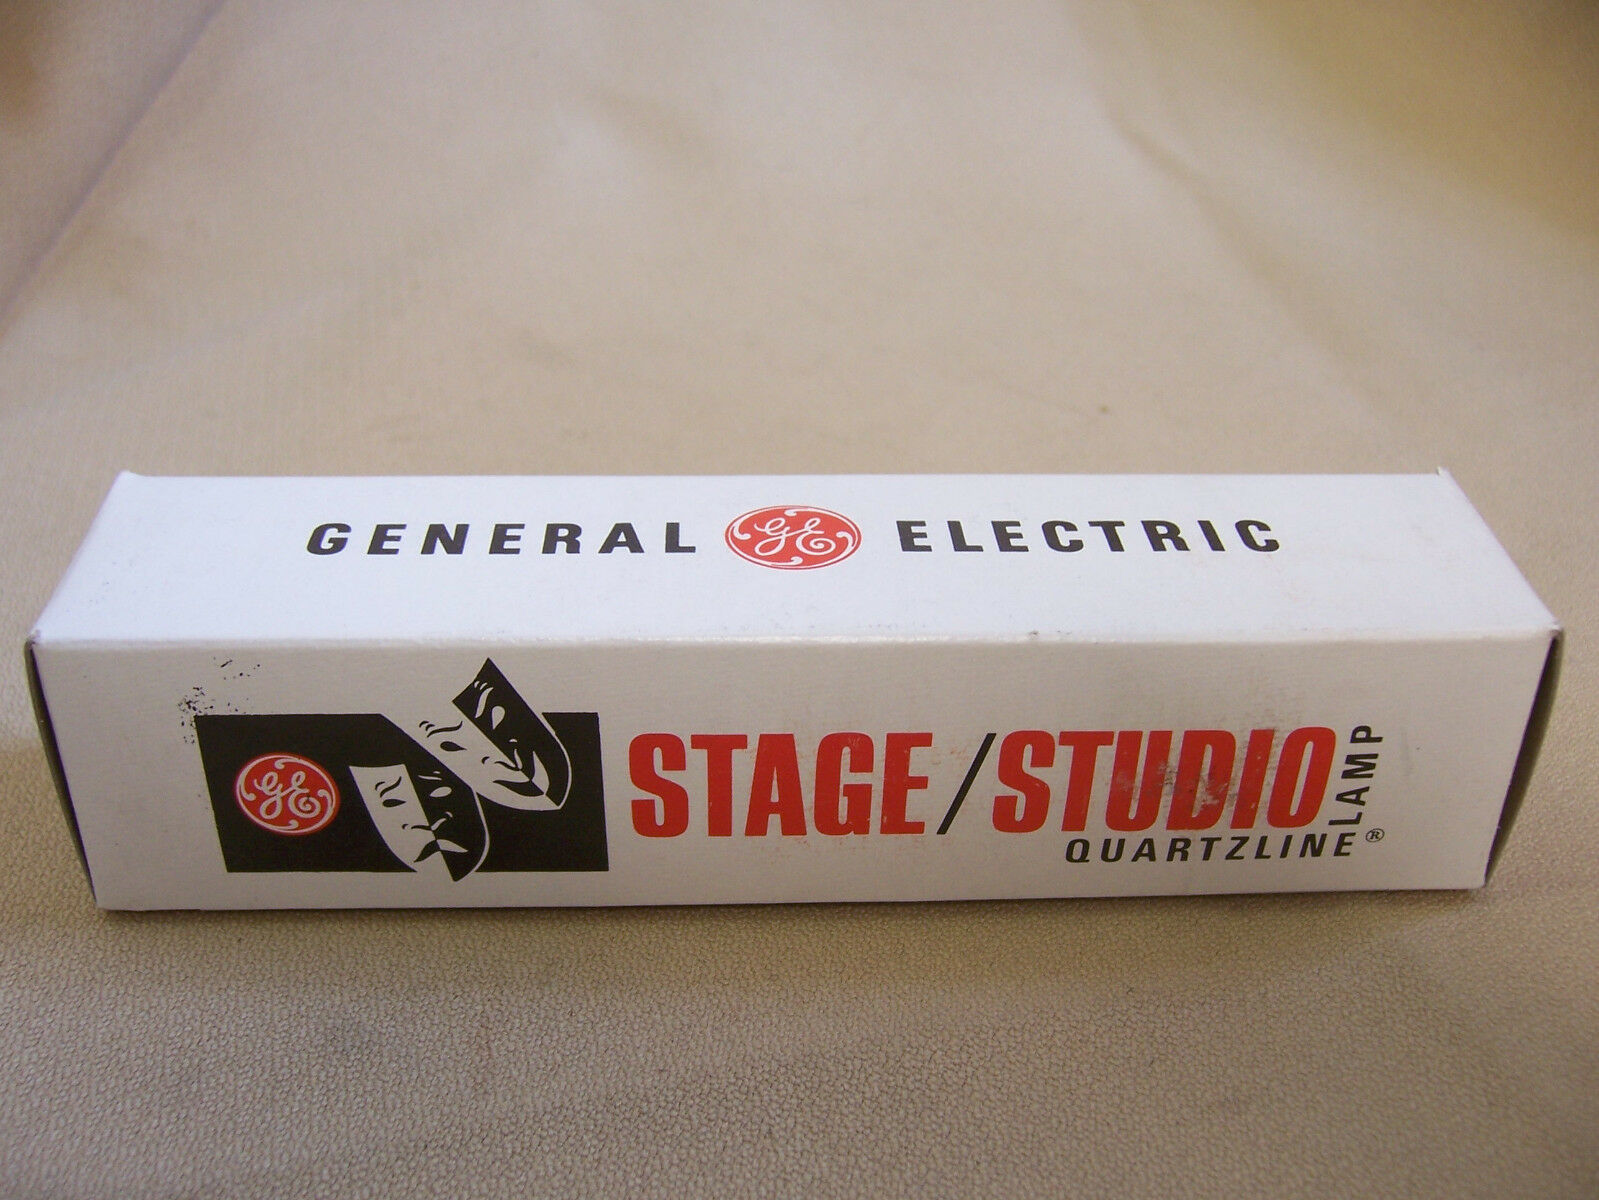 GENERAL GE ELECTRIC
GE STAGE/STUDIO LAMP
QUARTZLINE®